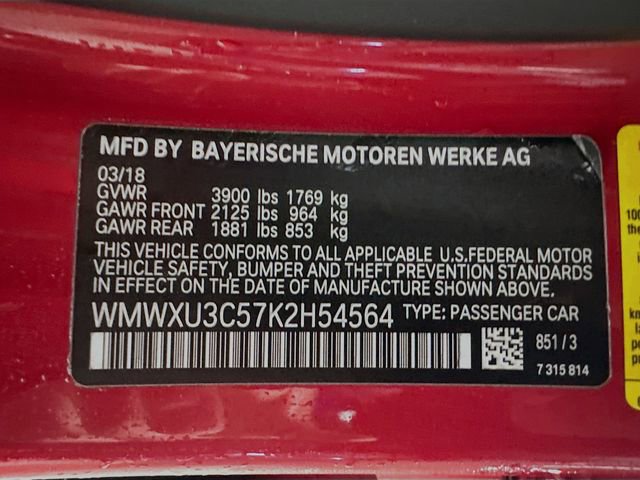 MFD BY BAYERISCHE MOTOREN WERKE AG
03/18
GVWR 3900 lbs 1769 kg
GAWR FRONT 2125 lbs 964 kg
GAWR REAR 1881 lbs 853 kg
THIS VEHICLE CONFORMS TO ALL APPLICABLE U.S.FEDERAL MOTOR
VEHICLE SAFETY, BUMPER AND THEFT PREVENTION STANDARDS
IN EFFECT ON THE DATE OF MANUFACTURE SHOWN ABOVE.
WMWXU3C57K2H54564 TYPE: PASSENGER CAR
851/3
7 315 814
100
the
km